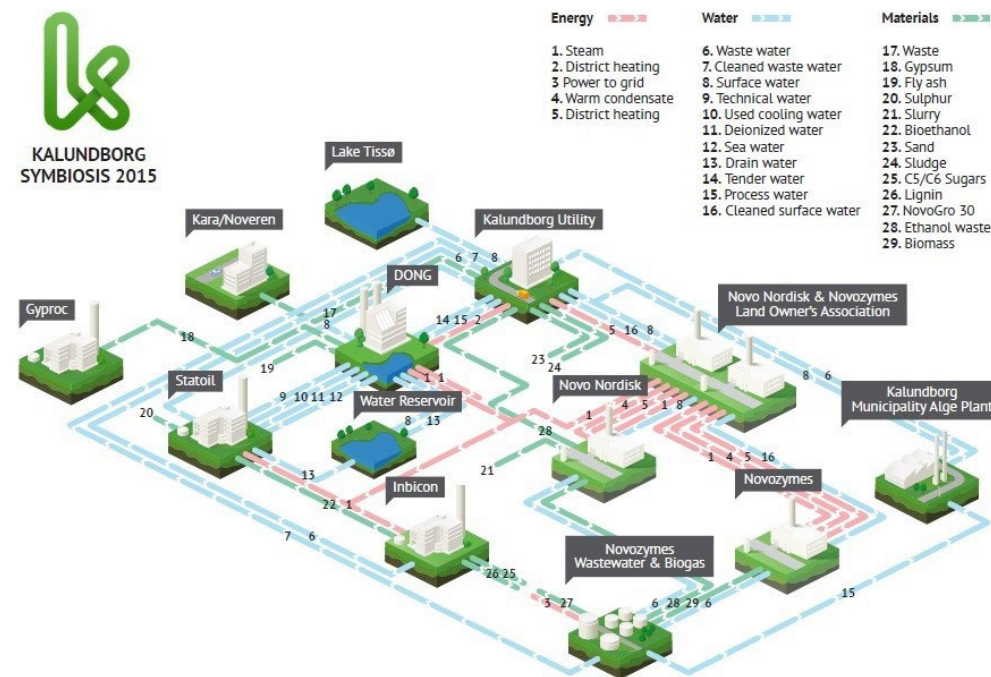 KALUNDBORG
SYMBIOSIS 2015
Energy
1. Steam
2. District heating
3 Power to grid
4. Warm condensate
5. District heating
Water
6. Waste water
7. Cleaned waste water
8. Surface water
9. Technical water
10. Used cooling water
11. Deionized water
12. Sea water
13. Drain water
14. Tender water
15. Process water
16. Cleaned surface water
Materials
17. Waste
18. Gypsum
19. Fly ash
20. Sulphur
21. Slurry
22. Bioethanol
23. Sand
24. Sludge
25. C5/C6 Sugars
26. Lignin
27. NovoGro 30
28. Ethanol waste
29. Biomass
Lake Tissø
Kara/Noveren
Kalundborg Utility
6 7 8
DONG
Novo Nordisk & Novozymes
Land Owner's Association
Gyproc
17
8
14 15 2
5 16 8
18
19
23
24
8 6
Statoil
1 1
Novo Nordisk
Kalundborg
Municipality Alge Plant
9 10 11 12
Water Reservoir
1 4 5 1 8
20
8 13
28
1 4 5 16
13
21
Inbicon
Novozymes
22 1
7 6
Novozymes
Wastewater & Biogas
26 25
3 27
6 28 29 6
15